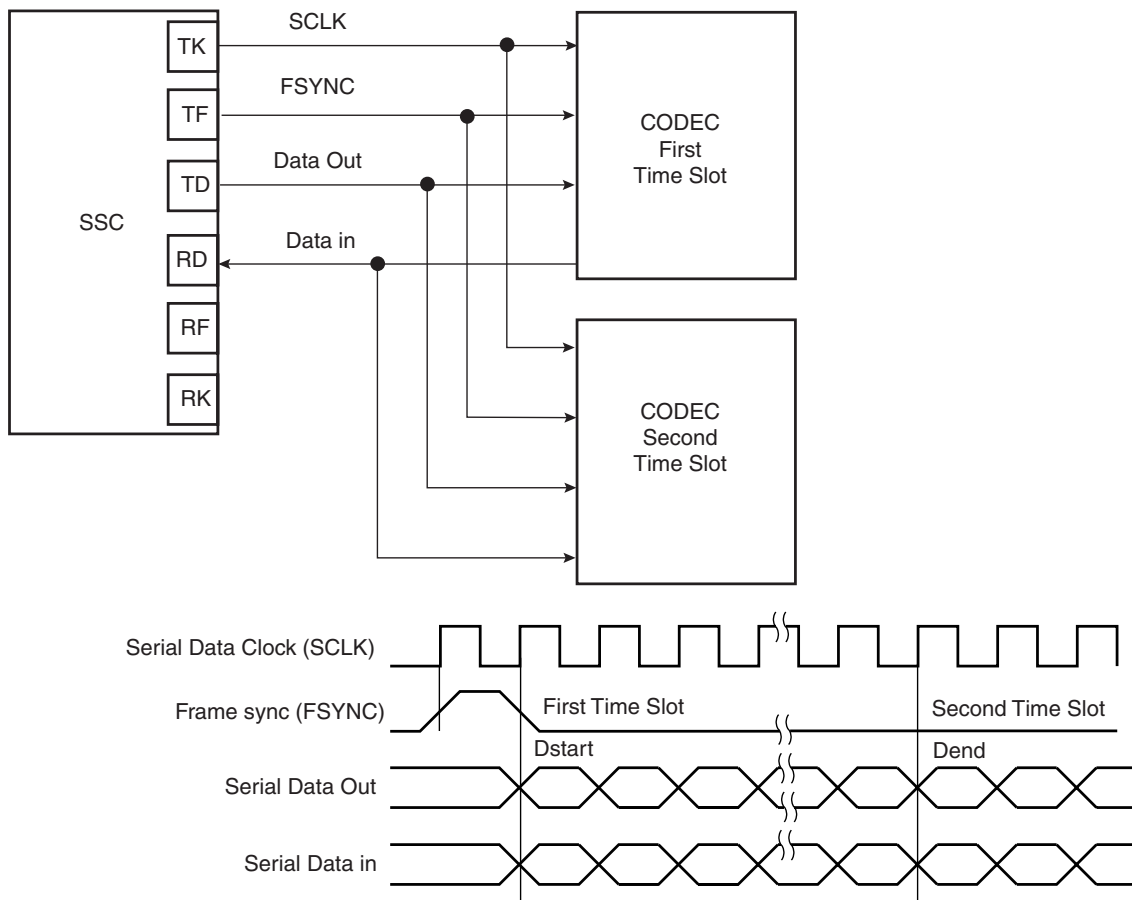 SSC
TK
TF
TD
RD
RF
RK
SCLK
FSYNC
Data Out
Data in
CODEC
First
Time Slot
CODEC
Second
Time Slot
Serial Data Clock (SCLK)
Frame sync (FSYNC)
First Time Slot
Second Time Slot
Dstart
Dend
Serial Data Out
Serial Data in